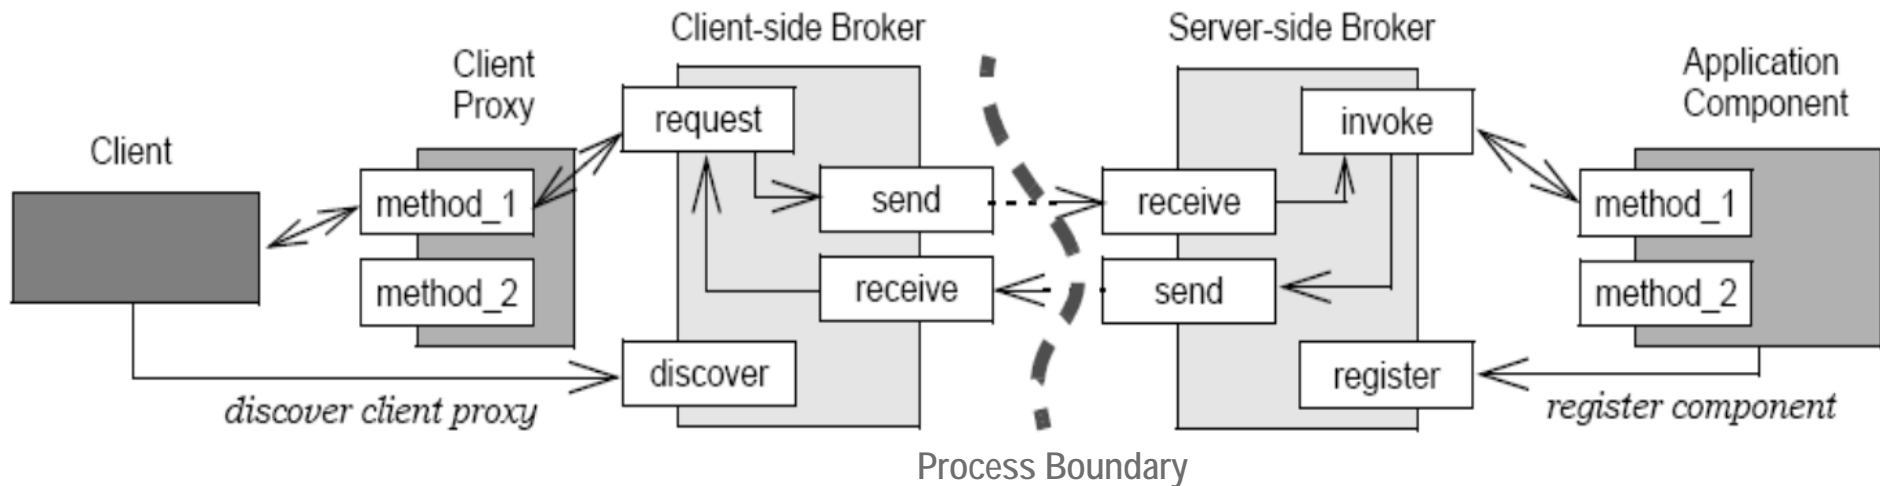 Client-side Broker
Server-side Broker
Client
Proxy
Application
Component
request
invoke
Client
method_1
send
receive
method_1
method_2
receive
send
method_2
discover
register
discover client proxy
register component
Process Boundary